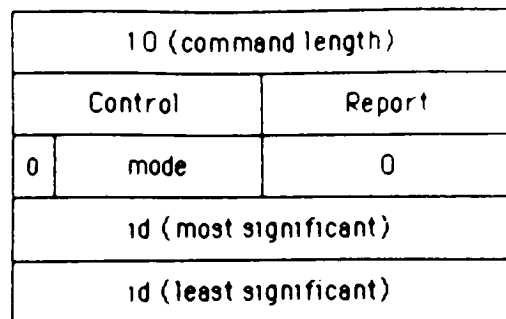 10 (command length)
Control Report
0 mode 0
id (most significant)
id (least significant)